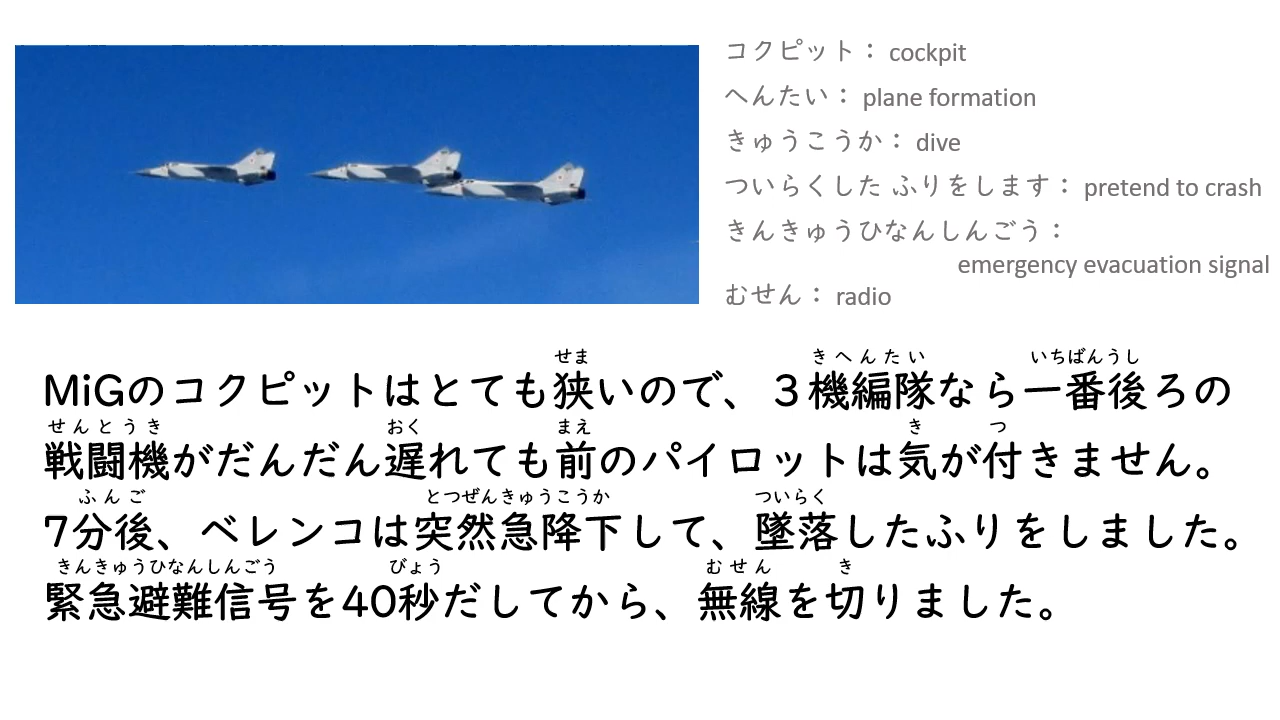 コクピット： cockpit
へんたい： plane formation
きゅうこうか： dive
ついらくした ふりをします： pretend to crash
きんきゅうひなんしんごう：
emergency evacuation signal
むせん： radio
せま きへんたい いちばんうし
MiGのコクピットはとても狭いので、３機編隊なら一番後ろの
せんとうき おく まえ き つ
戦闘機がだんだん遅れても前のパイロットは気が付きません。
ふんご とつぜんきゅうこうか ついらく
7分後、ベレンコは突然急降下して、墜落したふりをしました。
きんきゅうひなんしんごう びょう むせん き
緊急避難信号を40秒だしてから、無線を切りました。